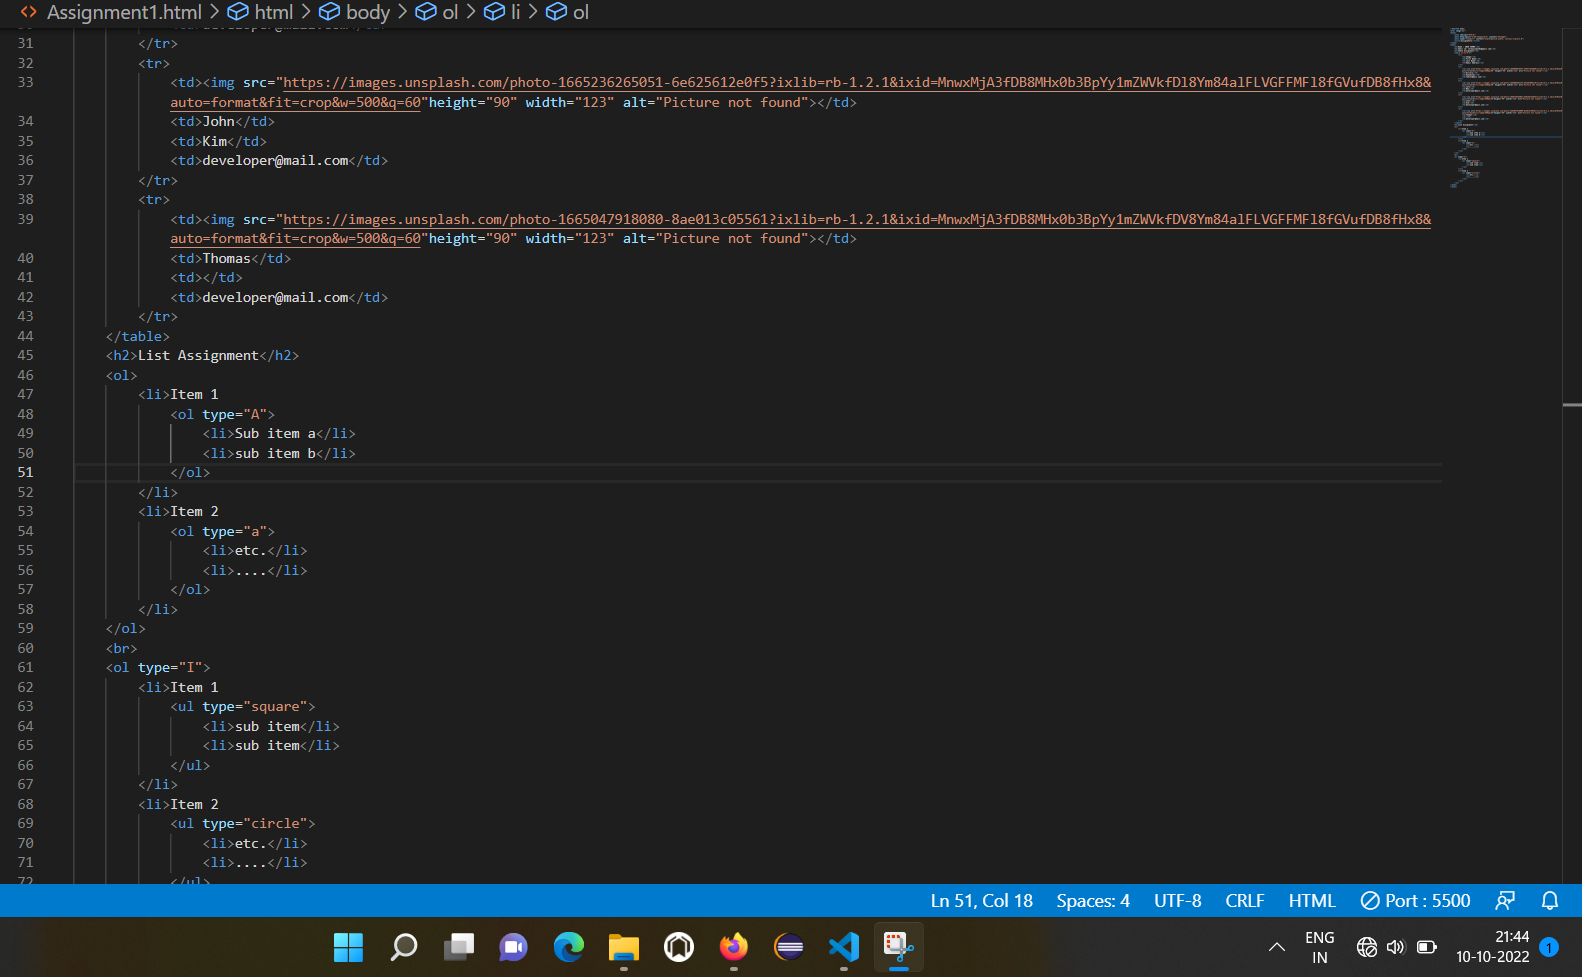 Assignment1.html > html > body > ol > li > ol
31 </tr>
32 <tr>
33 <td><img src="https://images.unsplash.com/photo-1665236265051-6e625612e0f5?ixlib=rb-1.2.1&ixid=MnwxMjA3fDB8MHx0b3BpYy1mZWVkfDl8Ym84alFLVGFFMFl8fGVufDB8fHx8&
auto=format&fit=crop&w=500&q=60"height="90" width="123" alt="Picture not found"></td>
34 <td>John</td>
35 <td>Kim</td>
36 <td>developer@mail.com</td>
37 </tr>
38 <tr>
39 <td><img src="https://images.unsplash.com/photo-1665047918080-8ae013c05561?ixlib=rb-1.2.1&ixid=MnwxMjA3fDB8MHx0b3BpYy1mZWVkfDV8Ym84alFLVGFFMFl8fGVufDB8fHx8&
auto=format&fit=crop&w=500&q=60"height="90" width="123" alt="Picture not found"></td>
40 <td>Thomas</td>
41 <td></td>
42 <td>developer@mail.com</td>
43 </tr>
44 </table>
45 <h2>List Assignment</h2>
46 <ol>
47 <li>Item 1
48 <ol type="A">
49 <li>Sub item a</li>
50 <li>sub item b</li>
51 </ol>
52 </li>
53 <li>Item 2
54 <ol type="a">
55 <li>etc.</li>
56 <li>....</li>
57 </ol>
58 </li>
59 </ol>
60 <br>
61 <ol type="I">
62 <li>Item 1
63 <ul type="square">
64 <li>sub item</li>
65 <li>sub item</li>
66 </ul>
67 </li>
68 <li>Item 2
69 <ul type="circle">
70 <li>etc.</li>
71 <li>....</li>
72 </ul>
Ln 51, Col 18 Spaces: 4 UTF-8 CRLF HTML Port : 5500
ENG
IN
21:44
10-10-2022
1